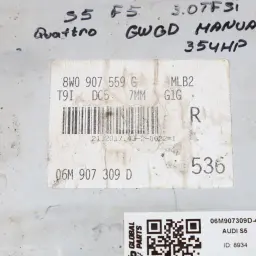 S5 F5 3.0TFSI
Quattro GWGD MANUA
354HP
8W0 907 559 G MLB2
T9I DC5 7MM G1G
R
06M 907 309 D
536
GLOBAL PARTS
06M907309D-
AUDI S5
ID: 8934